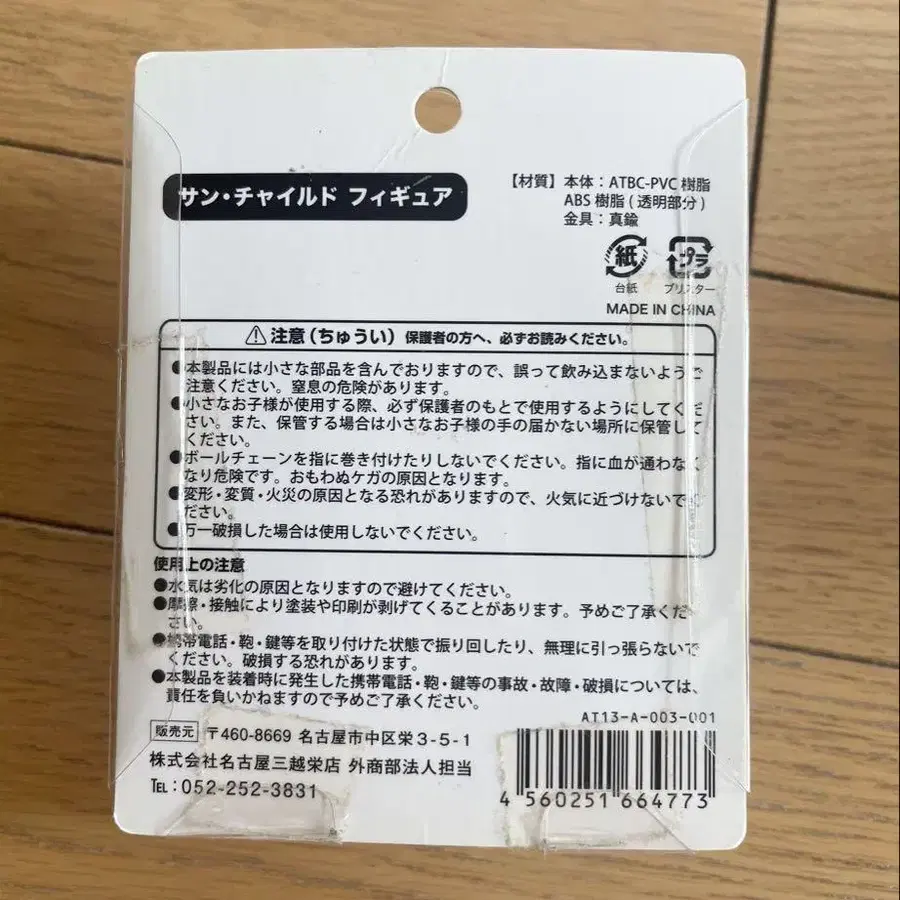 サン・チャイルド フィギュア
【材質】本体：ATBC-PVC 樹脂
ABS 樹脂 ( 透明部分 )
金具：真鍮
紙 プラ
台紙 ブリスター
MADE IN CHINA
注意（ちゅうい） 保護者の方へ、必ずお読みください。
●本製品には小さな部品を含んでおりますので、誤って飲み込まないようご
注意ください。窒息の危険があります。
●小さなお子様が使用する際、必ず保護者のもとで使用するようにしてくだ
さい。また、保管する場合は小さなお子様の手の届かない場所に保管して
ください。
●ボールチェーンを指に巻き付けたりしないでください。指に血が通わなく
なり危険です。おもわぬケガの原因となります。
●変形・変質・火災の原因となる恐れがありますので、火気に近づけないでく
ださい。
●万一破損した場合は使用しないでください。
使用上の注意
●水気は劣化の原因となりますので避けてください。
●摩擦・接触により塗装や印刷が剥げてくることがあります。予めご了承くだ
さい。
●携帯電話・鞄・鍵等を取り付けた状態で振り回したり、無理に引っ張らないで
ください。破損する恐れがあります。
●本製品を装着時に発生した携帯電話・鞄・鍵等の事故・故障・破損については、
責任を負いかねますので予めご了承ください。
AT13-A-003-001
販売元 〒460-8669 名古屋市中区栄3-5-1
株式会社名古屋三越栄店 外商部法人担当
TEL：052-252-3831
4 560251 664773